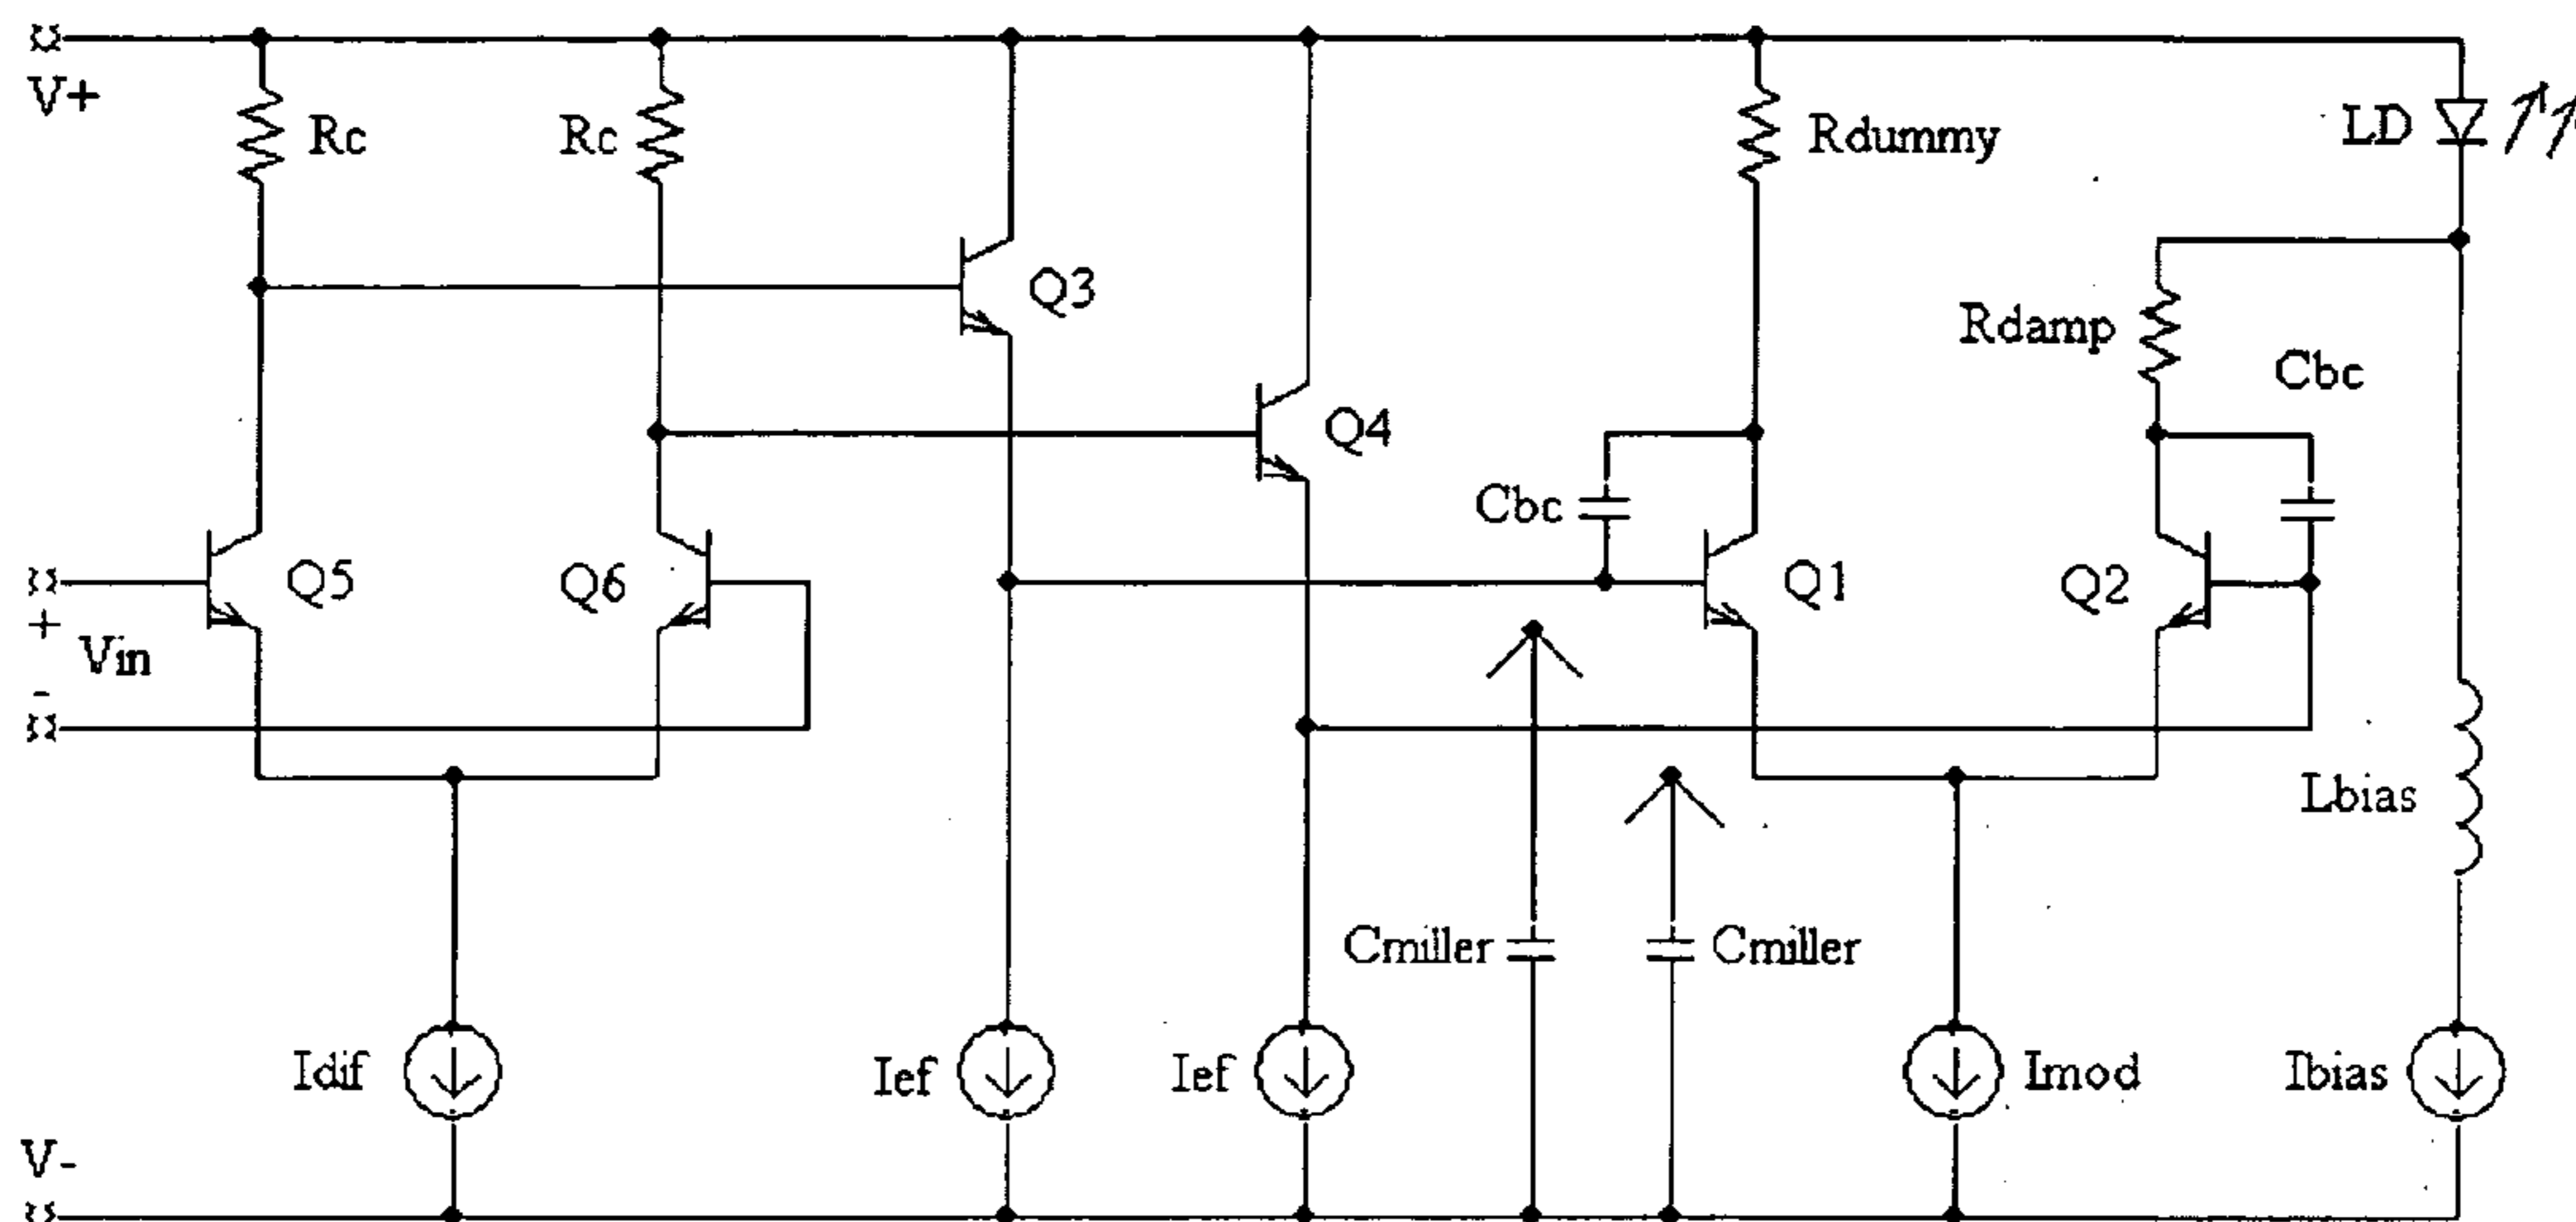 V+
Rc
Rc
Rdummy
LD
Q3
Rdamp
Cbc
Q4
Cbc
Q5
Q6
Q1
Q2
+
Vin
-
Lbias
Cmiller
Cmiller
Idif
Ief
Ief
Imod
Ibias
V-